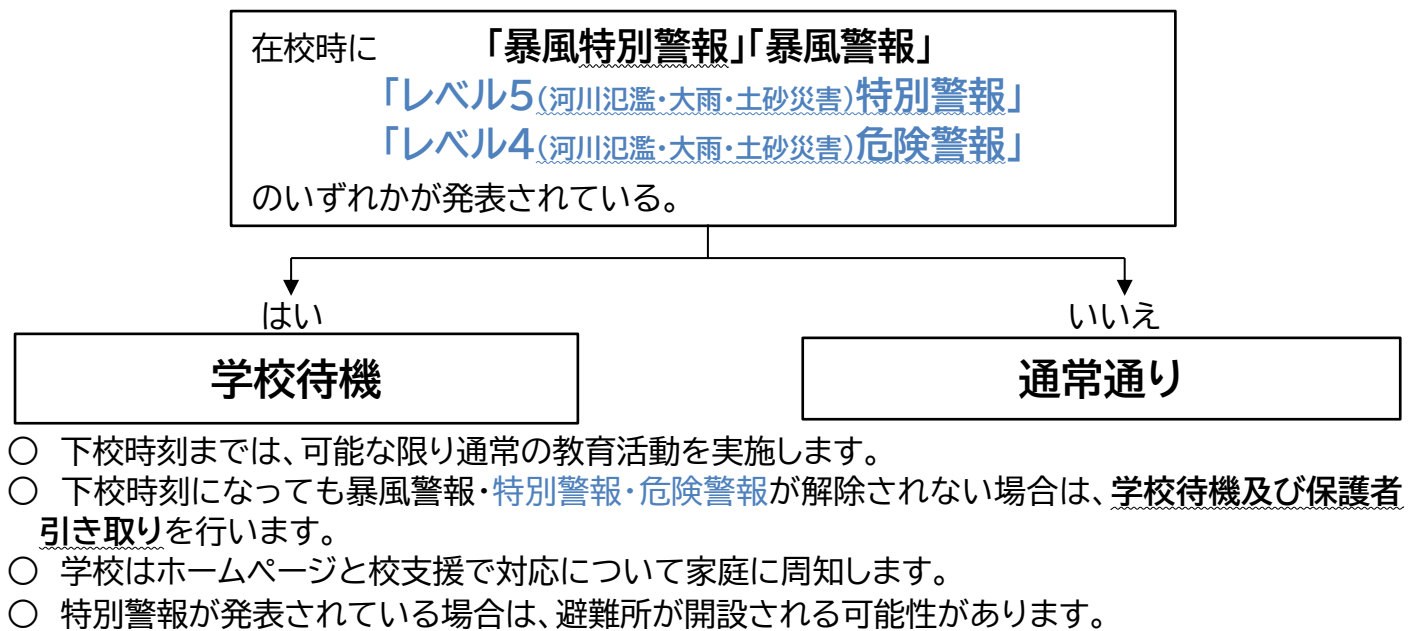 在校時に 「暴風特別警報」「暴風警報」
「レベル5(河川氾濫・大雨・土砂災害)特別警報」
「レベル4(河川氾濫・大雨・土砂災害)危険警報」
のいずれかが発表されている。
はい
いいえ
学校待機
通常通り
○ 下校時刻までは、可能な限り通常の教育活動を実施します。
○ 下校時刻になっても暴風警報・特別警報・危険警報が解除されない場合は、学校待機及び保護者
引き取りを行います。
○ 学校はホームページと校支援で対応について家庭に周知します。
○ 特別警報が発表されている場合は、避難所が開設される可能性があります。